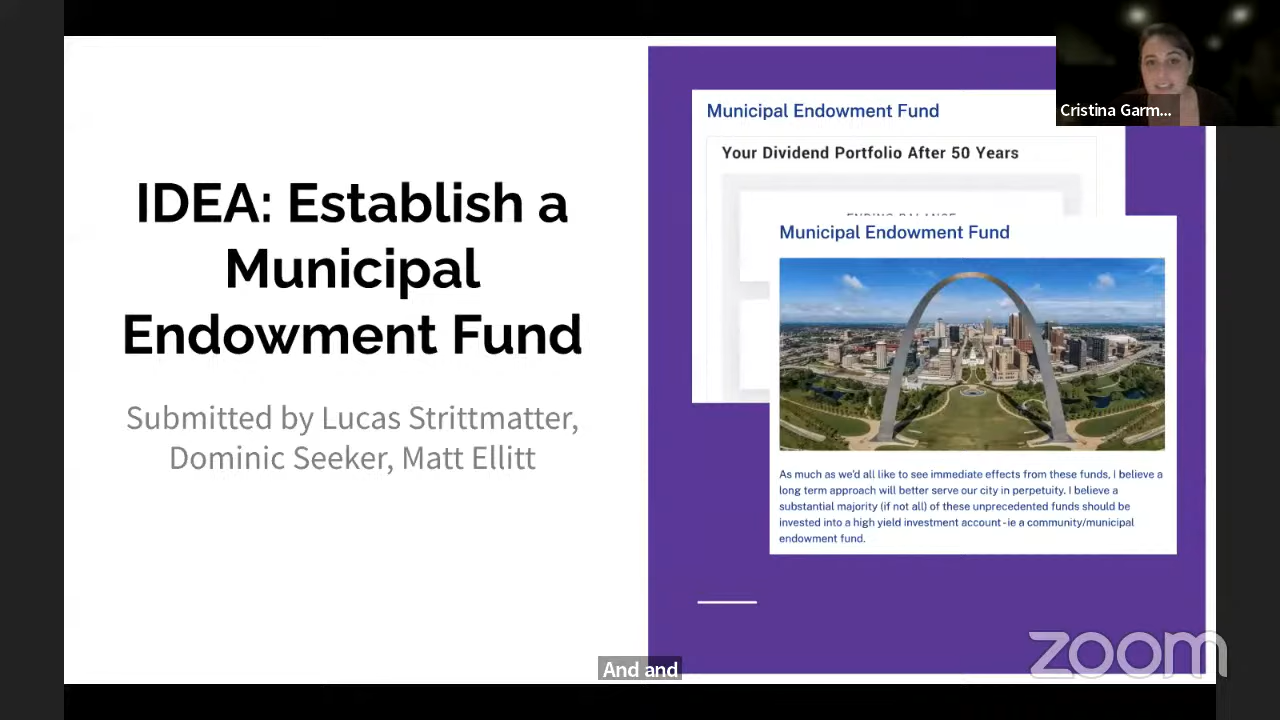 IDEA: Establish a
Municipal
Endowment Fund
Submitted by Lucas Strittmatter,
Dominic Seeker, Matt Ellitt
Municipal Endowment Fund
Your Dividend Portfolio After 50 Years
ENDING BALANCE
Municipal Endowment Fund
As much as we'd all like to see immediate effects from these funds, I believe a
long term approach will better serve our city in perpetuity. I believe a
substantial majority (if not all) of these unprecedented funds should be
invested into a high yield investment account - ie a community/municipal
endowment fund.
Cristina Garm...
And and
zoom